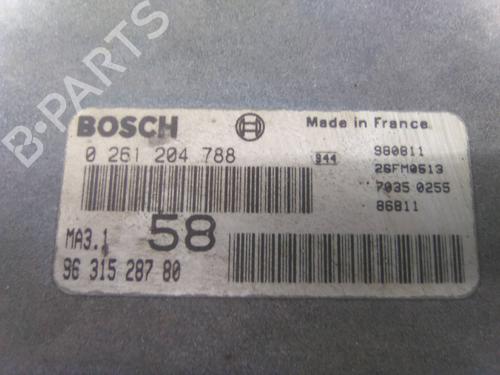 B-PARTS
BOSCH
Made in France
0 261 204 788
944
980811
26FM0513
7035 0255
86811
MA3.1
58
96 315 287 80